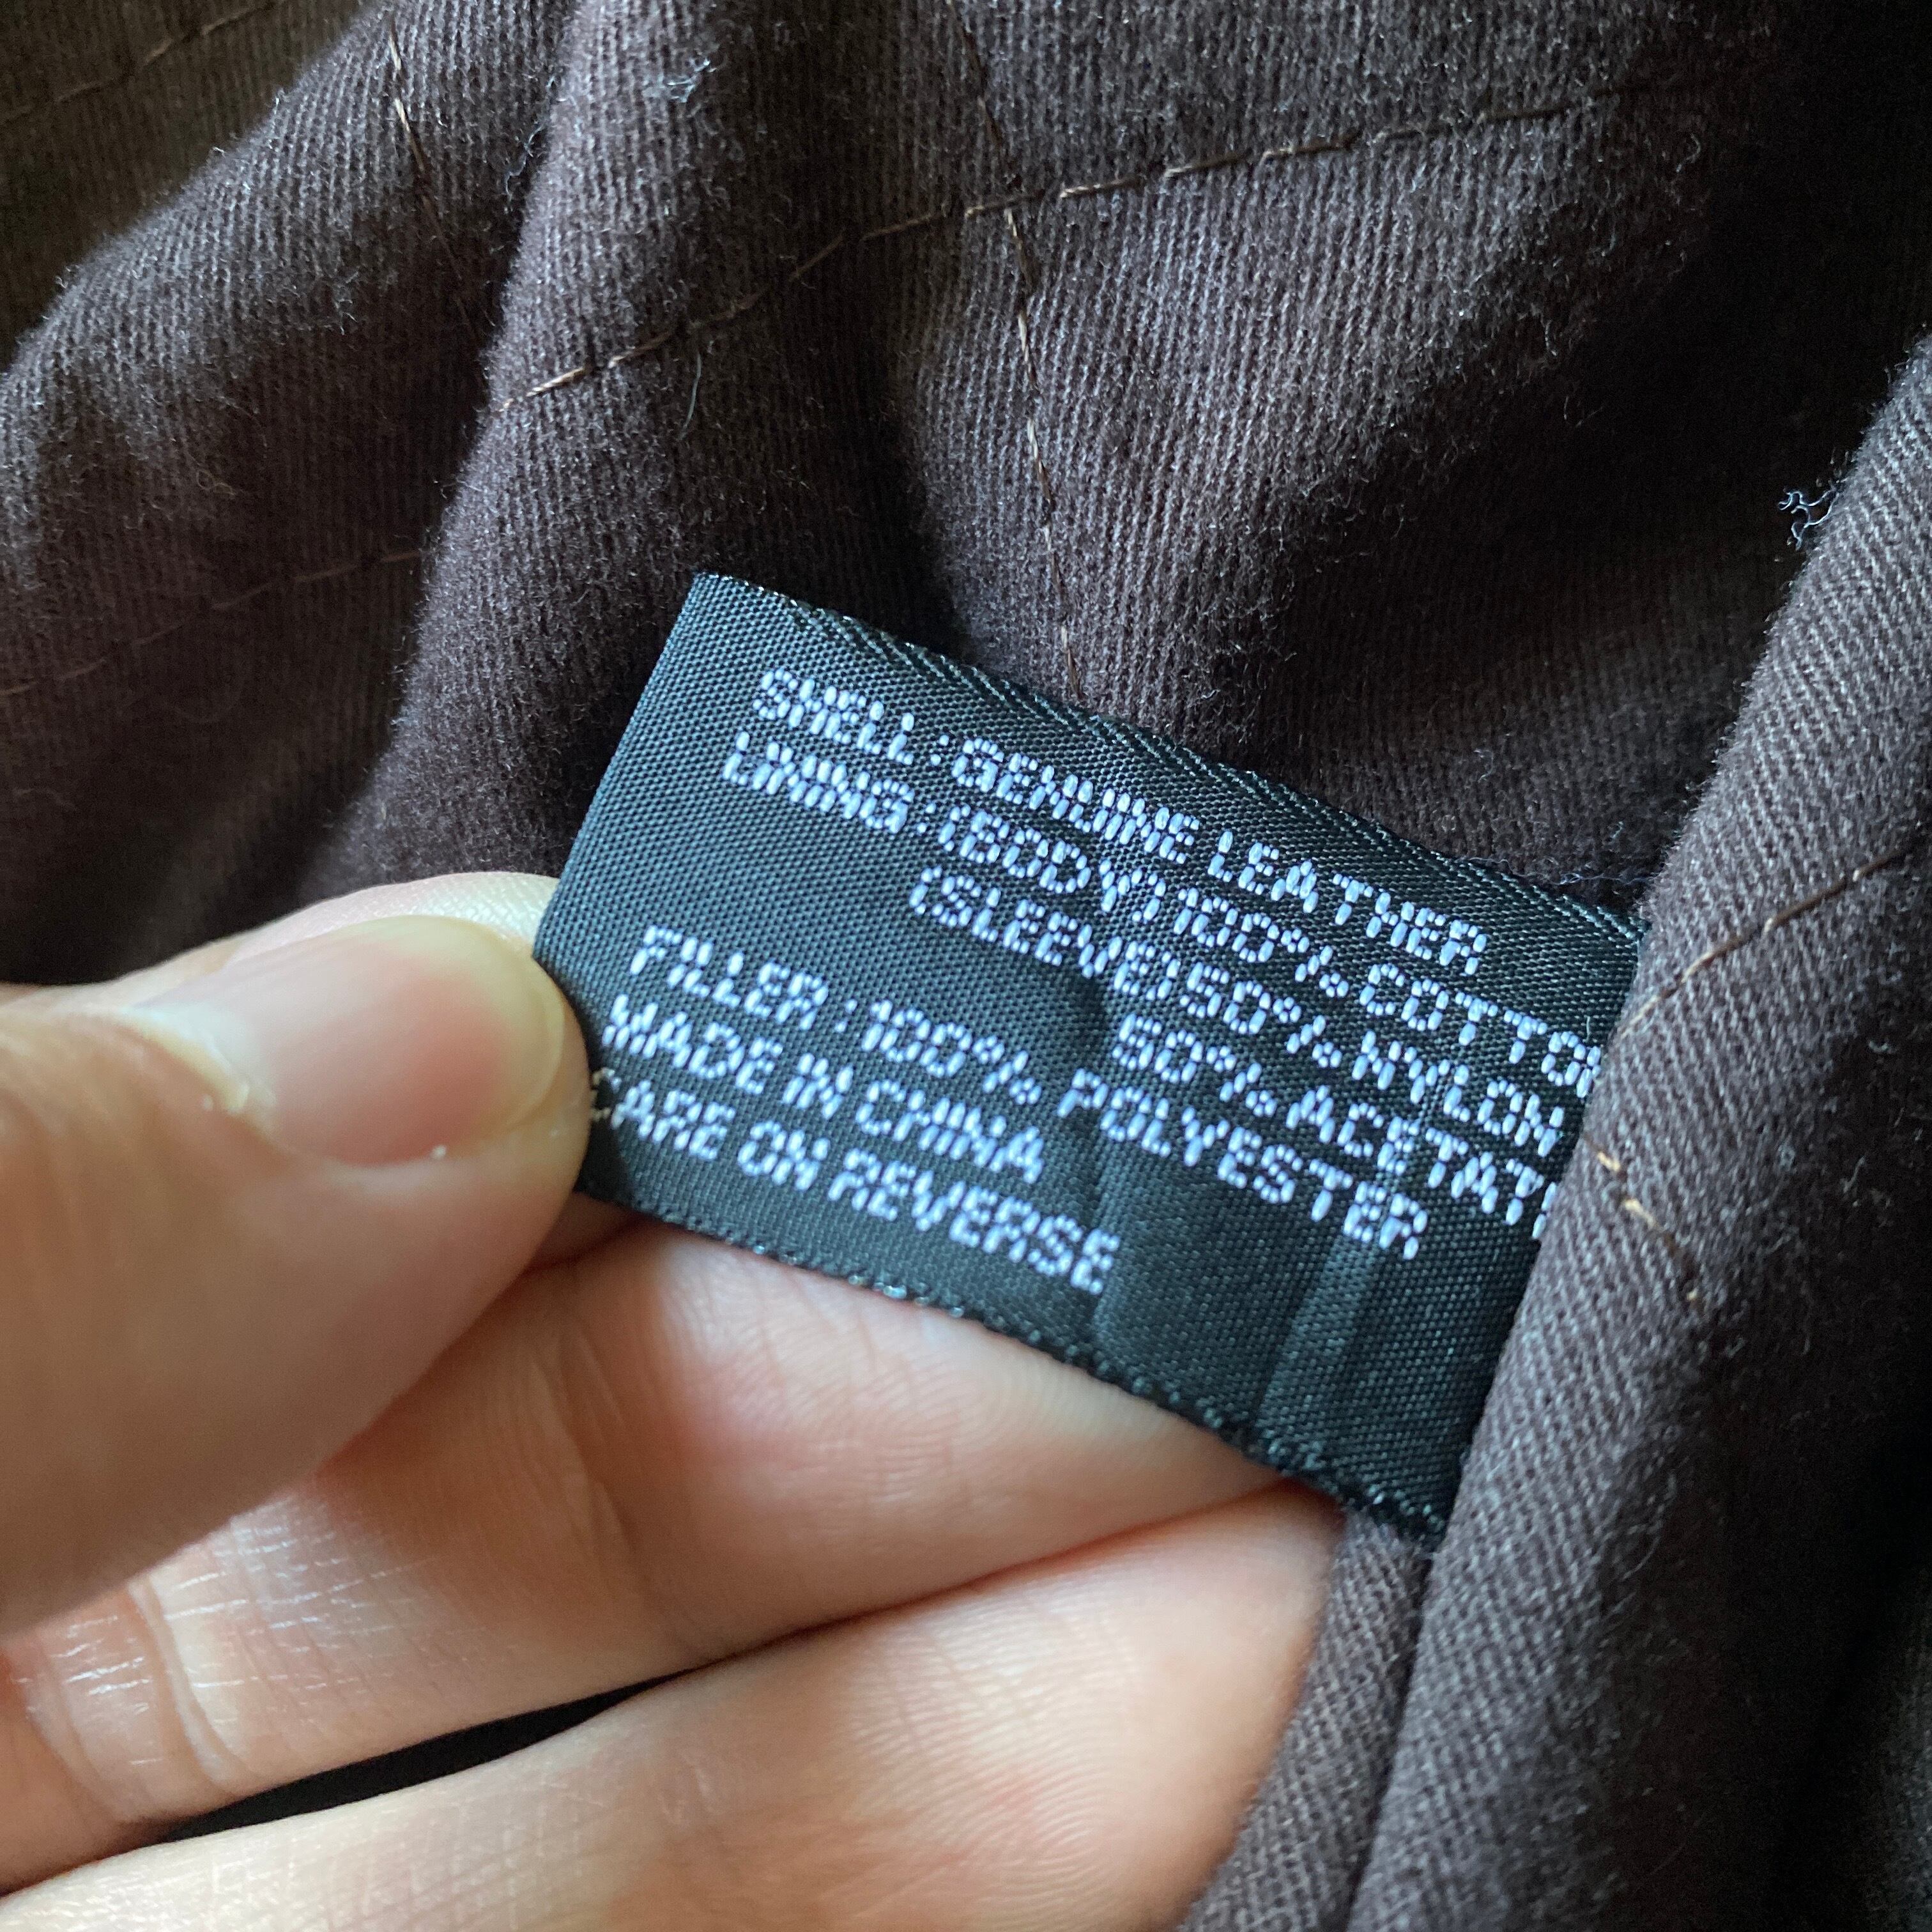 SHELL : GENUINE LEATHER
LINING : (BODY) 100% COTTON
(SLEEVE) 50% NYLON
50% ACETATE
FILLER : 100% POLYESTER
MADE IN CHINA
CARE ON REVERSE